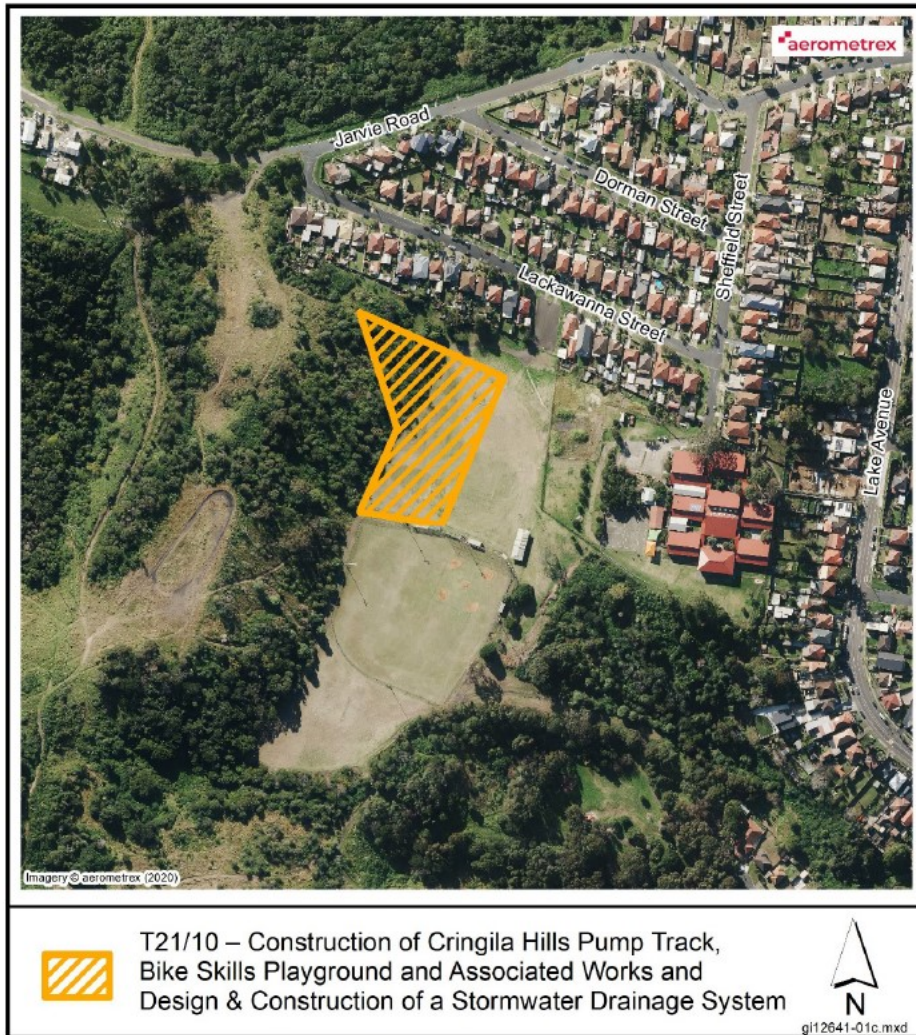 aerometrex
Jarvie Road
Dorman Street
Sheffield Street
Lackawanna Street
Lake Avenue
Imagery © aerometrex (2020)
T21/10 – Construction of Cringila Hills Pump Track,
Bike Skills Playground and Associated Works and
Design & Construction of a Stormwater Drainage System
N
gi12641-01c.mxd